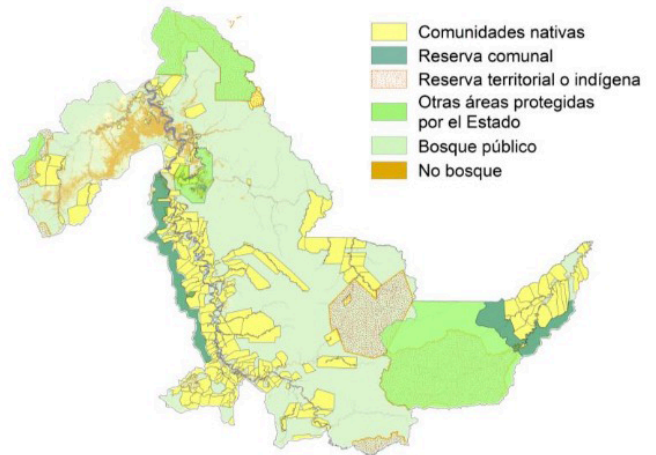 Comunidades nativas
Reserva comunal
Reserva territorial o indígena
Otras áreas protegidas
por el Estado
Bosque público
No bosque